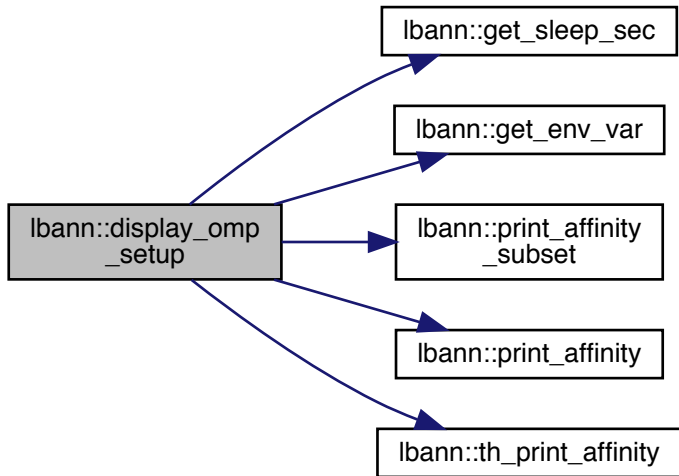 lbann::get_sleep_sec
lbann::get_env_var
lbann::display_omp
_setup
lbann::print_affinity
_subset
lbann::print_affinity
lbann::th_print_affinity